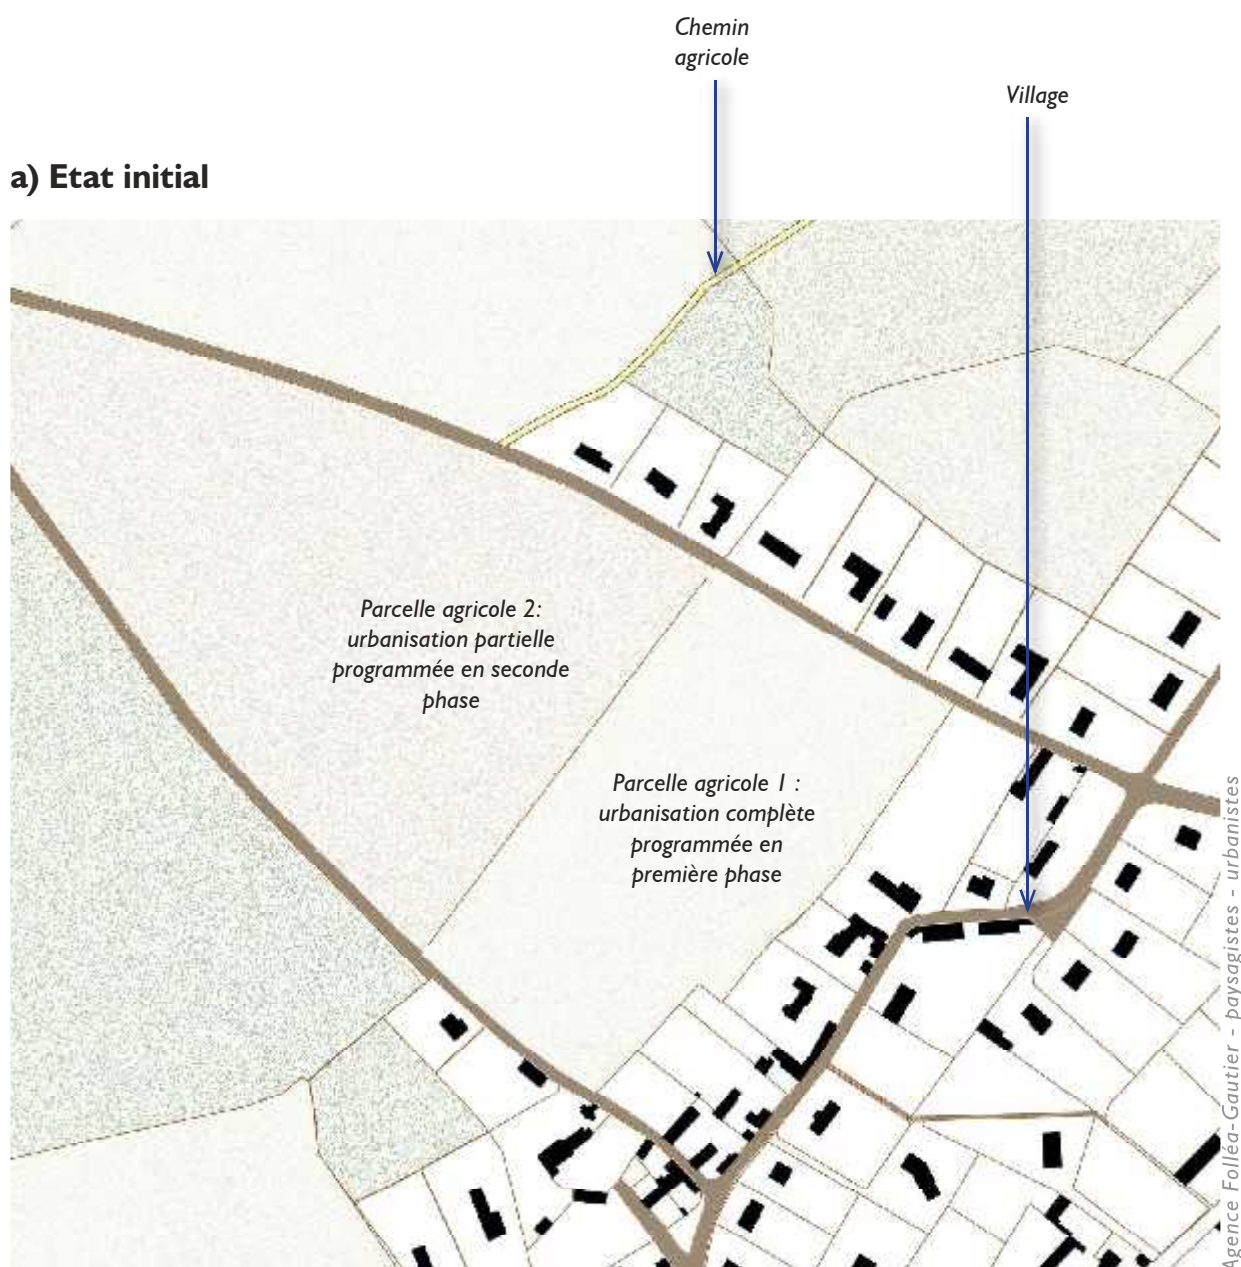 Chemin
agricole
Village
a) Etat initial
Parcelle agricole 2:
urbanisation partielle
programmée en seconde
phase
Parcelle agricole 1 :
urbanisation complète
programmée en
première phase
Agence Folléa-Gautier - paysagistes - urbanistes